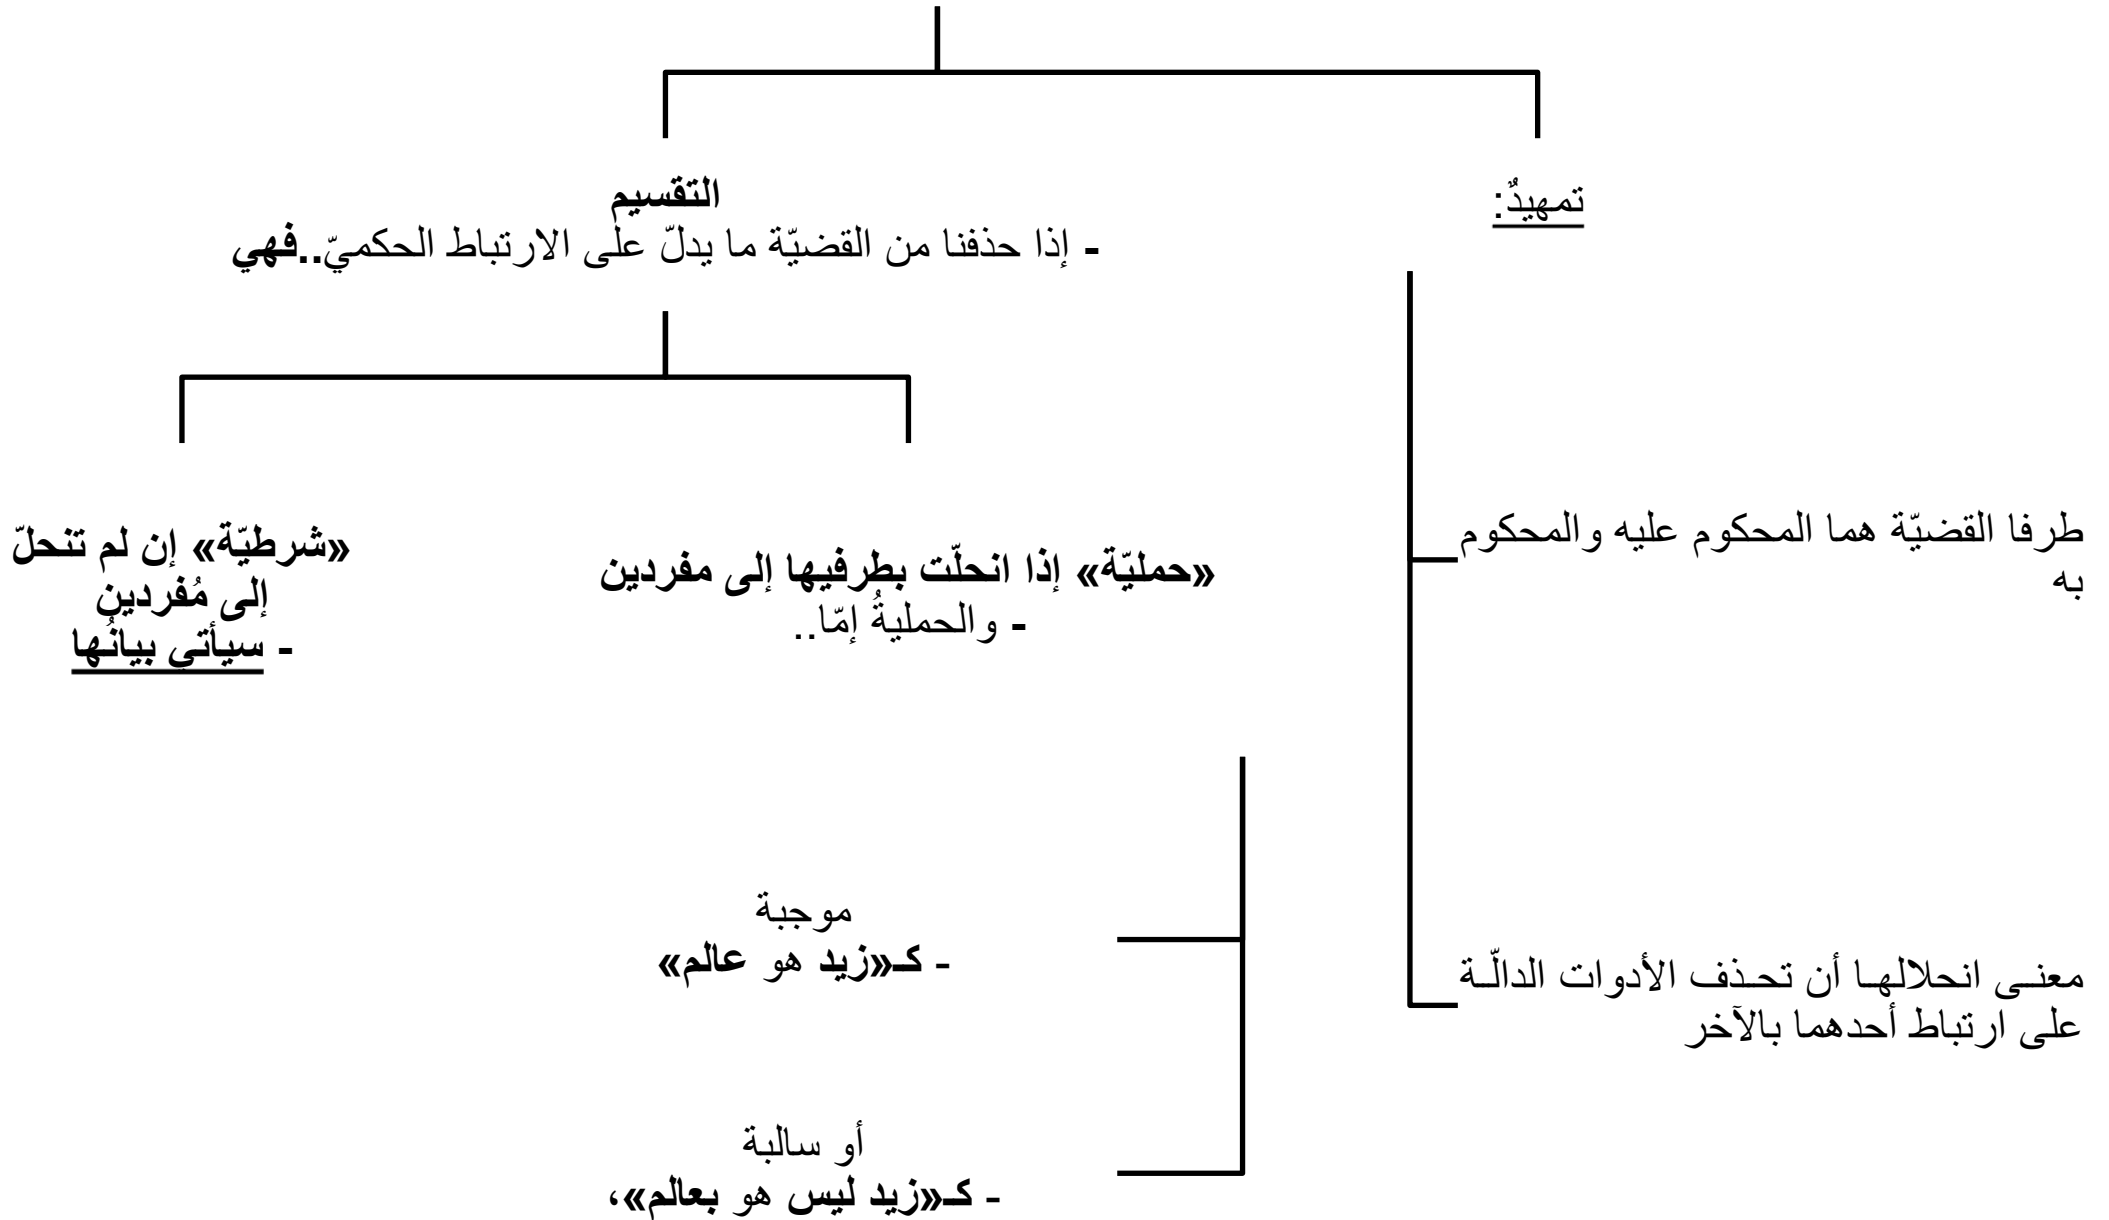 تمهيدٌ:
طرفا القضيّة هما المحكوم عليه والمحكوم
به
معنى انحلالها أن تحذف الأدوات الدالّة
على ارتباط أحدهما بالآخر
التقسيم
- إذا حذفنا من القضيّة ما يدلّ على الارتباط الحكميّ..فهي
«حمليّة» إذا انحلّت بطرفيها إلى مفردين
- والحمليةُ إمّا..
موجبة
- كـ«زيد هو عالم»
أو سالبة
- كـ«زيد ليس هو بعالم»،
«شرطيّة» إن لم تنحلّ
إلى مُفردين
- سيأتي بيانُها